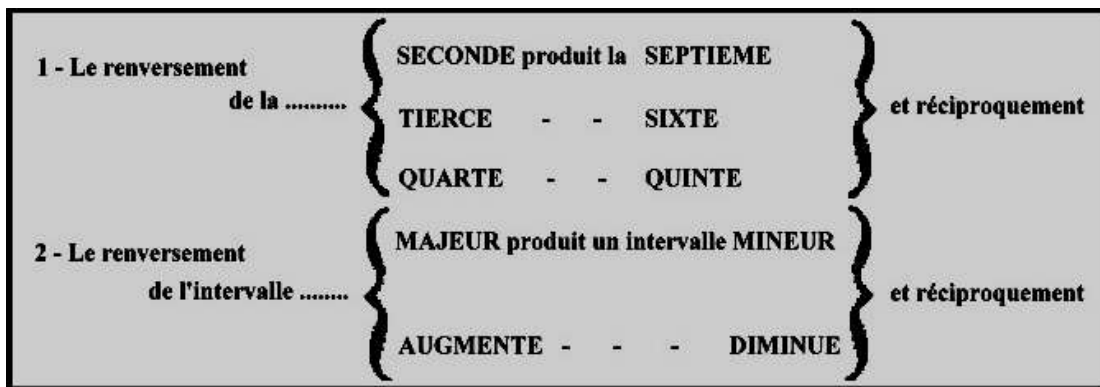 1 - Le renversement
de la ..........
SECONDE produit la SEPTIEME
TIERCE - - SIXTE
QUARTE - - QUINTE
et réciproquement
2 - Le renversement
de l'intervalle ........
MAJEUR produit un intervalle MINEUR
AUGMENTE - - - DIMINUE
et réciproquement